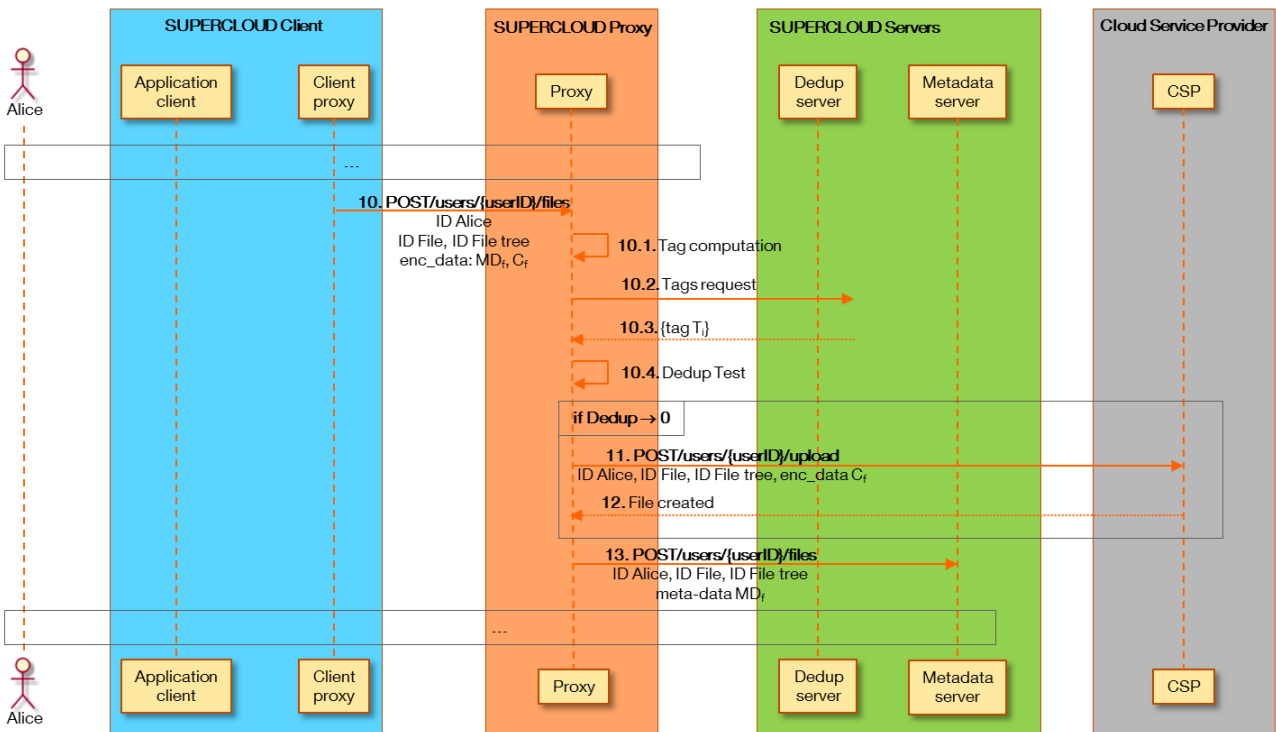 SUPERCLOUD Client
SUPERCLOUD Proxy
SUPERCLOUD Servers
Cloud Service Provider
Alice
Application
client
Client
proxy
Proxy
Dedup
server
Metadata
server
CSP
...
10. POST/users/{userID}/files
ID Alice
ID File, ID File tree
enc_data: MDf, Cf
10.1. Tag computation
10.2. Tags request
10.3. {tag Ti}
10.4. Dedup Test
if Dedup → 0
11. POST/users/{userID}/upload
ID Alice, ID File, ID File tree, enc_data Cf
12. File created
13. POST/users/{userID}/files
ID Alice, ID File, ID File tree
meta-data MDf
...
Application
client
Client
proxy
Proxy
Dedup
server
Metadata
server
CSP
Alice